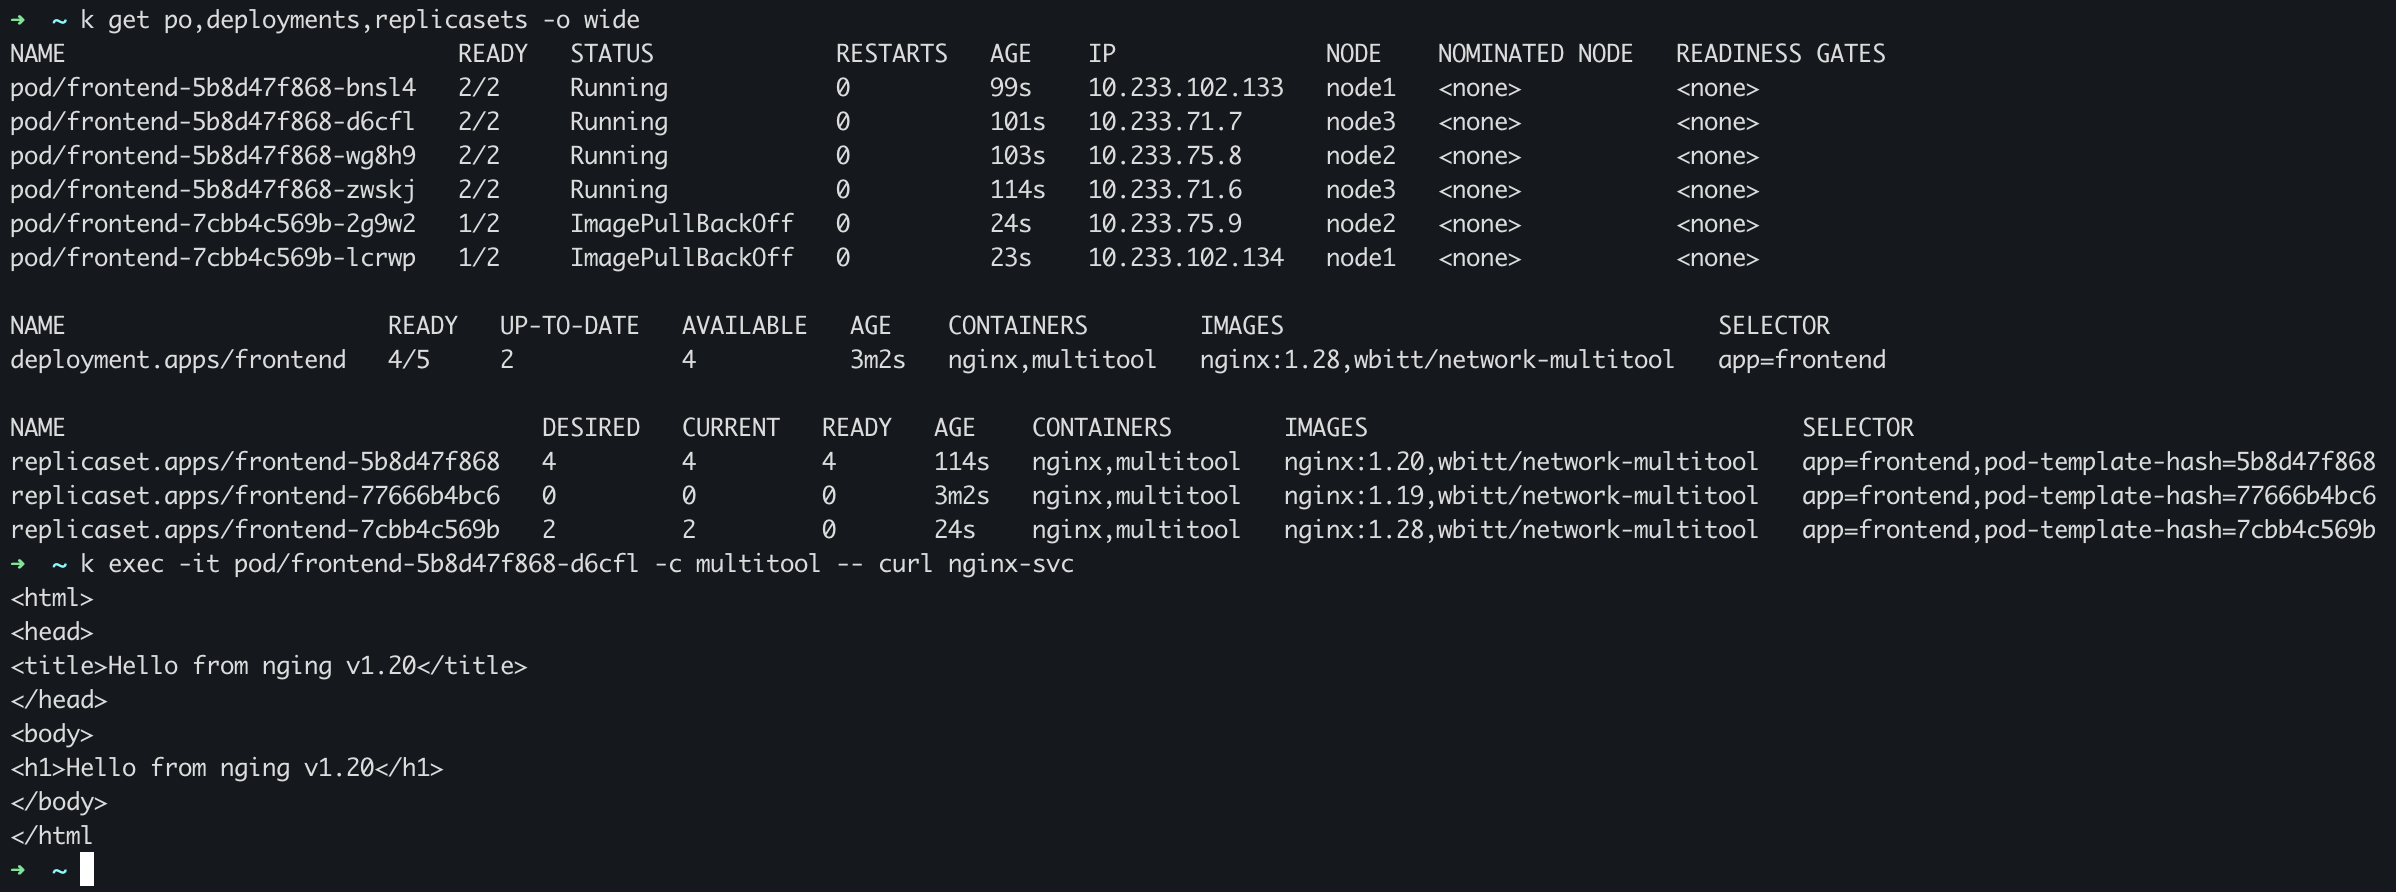 ➜  ~ k get po,deployments,replicasets -o wide
NAME                            READY   STATUS             RESTARTS   AGE    IP               NODE    NOMINATED NODE   READINESS GATES
pod/frontend-5b8d47f868-bnsl4   2/2     Running            0          99s    10.233.102.133   node1   <none>           <none>
pod/frontend-5b8d47f868-d6cfl   2/2     Running            0          101s   10.233.71.7      node3   <none>           <none>
pod/frontend-5b8d47f868-wg8h9   2/2     Running            0          103s   10.233.75.8      node2   <none>           <none>
pod/frontend-5b8d47f868-zwskj   2/2     Running            0          114s   10.233.71.6      node3   <none>           <none>
pod/frontend-7cbb4c569b-2g9w2   1/2     ImagePullBackOff   0          24s    10.233.75.9      node2   <none>           <none>
pod/frontend-7cbb4c569b-lcrwp   1/2     ImagePullBackOff   0          23s    10.233.102.134   node1   <none>           <none>

NAME                       READY   UP-TO-DATE   AVAILABLE   AGE    CONTAINERS        IMAGES                               SELECTOR
deployment.apps/frontend   4/5     2            4           3m2s   nginx,multitool   nginx:1.28,wbitt/network-multitool   app=frontend

NAME                                  DESIRED   CURRENT   READY   AGE    CONTAINERS        IMAGES                               SELECTOR
replicaset.apps/frontend-5b8d47f868   4         4         4       114s   nginx,multitool   nginx:1.20,wbitt/network-multitool   app=frontend,pod-template-hash=5b8d47f868
replicaset.apps/frontend-77666b4bc6   0         0         0       3m2s   nginx,multitool   nginx:1.19,wbitt/network-multitool   app=frontend,pod-template-hash=77666b4bc6
replicaset.apps/frontend-7cbb4c569b   2         2         0       24s    nginx,multitool   nginx:1.28,wbitt/network-multitool   app=frontend,pod-template-hash=7cbb4c569b
➜  ~ k exec -it pod/frontend-5b8d47f868-d6cfl -c multitool -- curl nginx-svc
<html>
<head>
<title>Hello from nging v1.20</title>
</head>
<body>
<h1>Hello from nging v1.20</h1>
</body>
</html
➜  ~